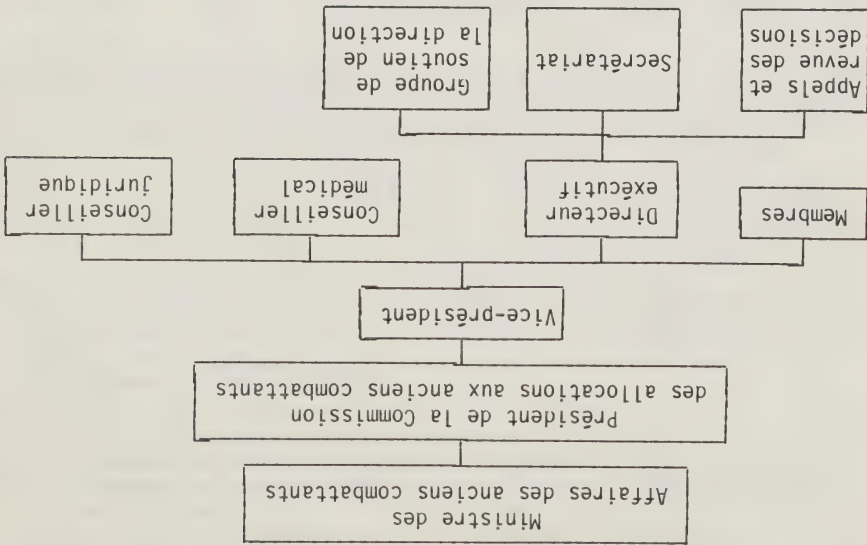 Ministre des
Affaires des anciens combattants
Président de la Commission
des allocations aux anciens combattants
Vice-président
Membres
Directeur
exécutif
Conseiller
médical
Conseiller
juridique
Appels et
revue des
décisions
Secrétariat
Groupe de
soutien de
la direction